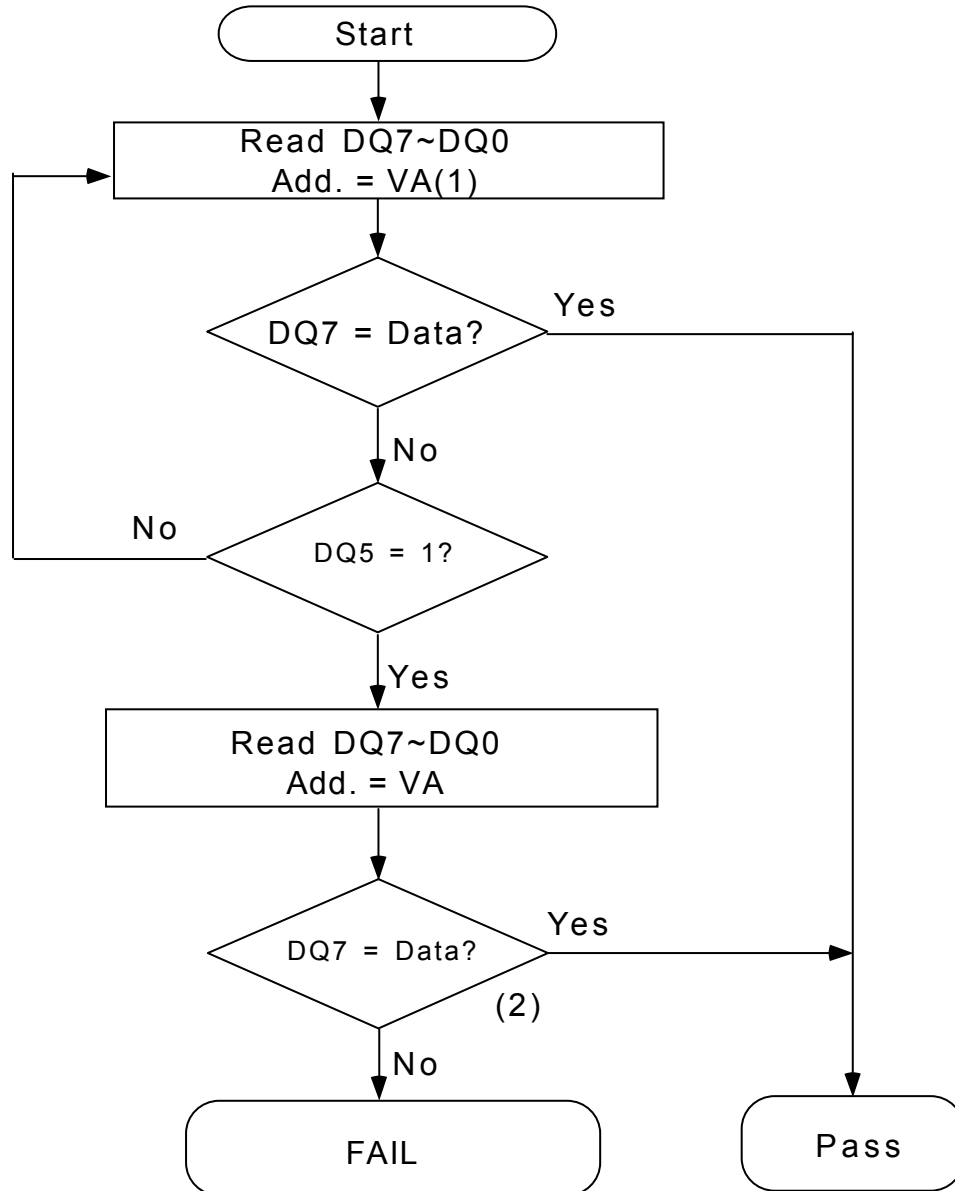 Start
Read DQ7~DQ0
Add. = VA(1)
DQ7 = Data?
Yes
No
No
DQ5 = 1?
Yes
Read DQ7~DQ0
Add. = VA
DQ7 = Data?
Yes
(2)
No
FAIL
Pass